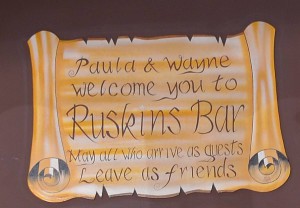 Paula & Wayne
welcome you to
Ruskins Bar
May all who arrive as guests
Leave as friends